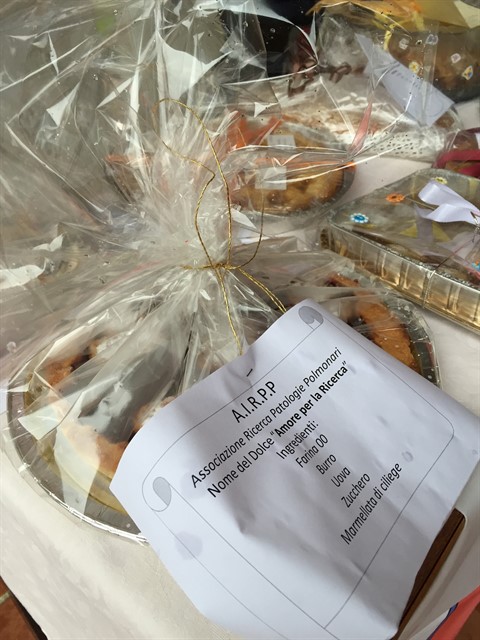 A.I.R.P.P
Associazione Ricerca Patologie Polmonari
Nome del Dolce "Amore per la Ricerca"
Ingredienti:
Farina 00
Burro
Uova
Zucchero
Marmellata di ciliege